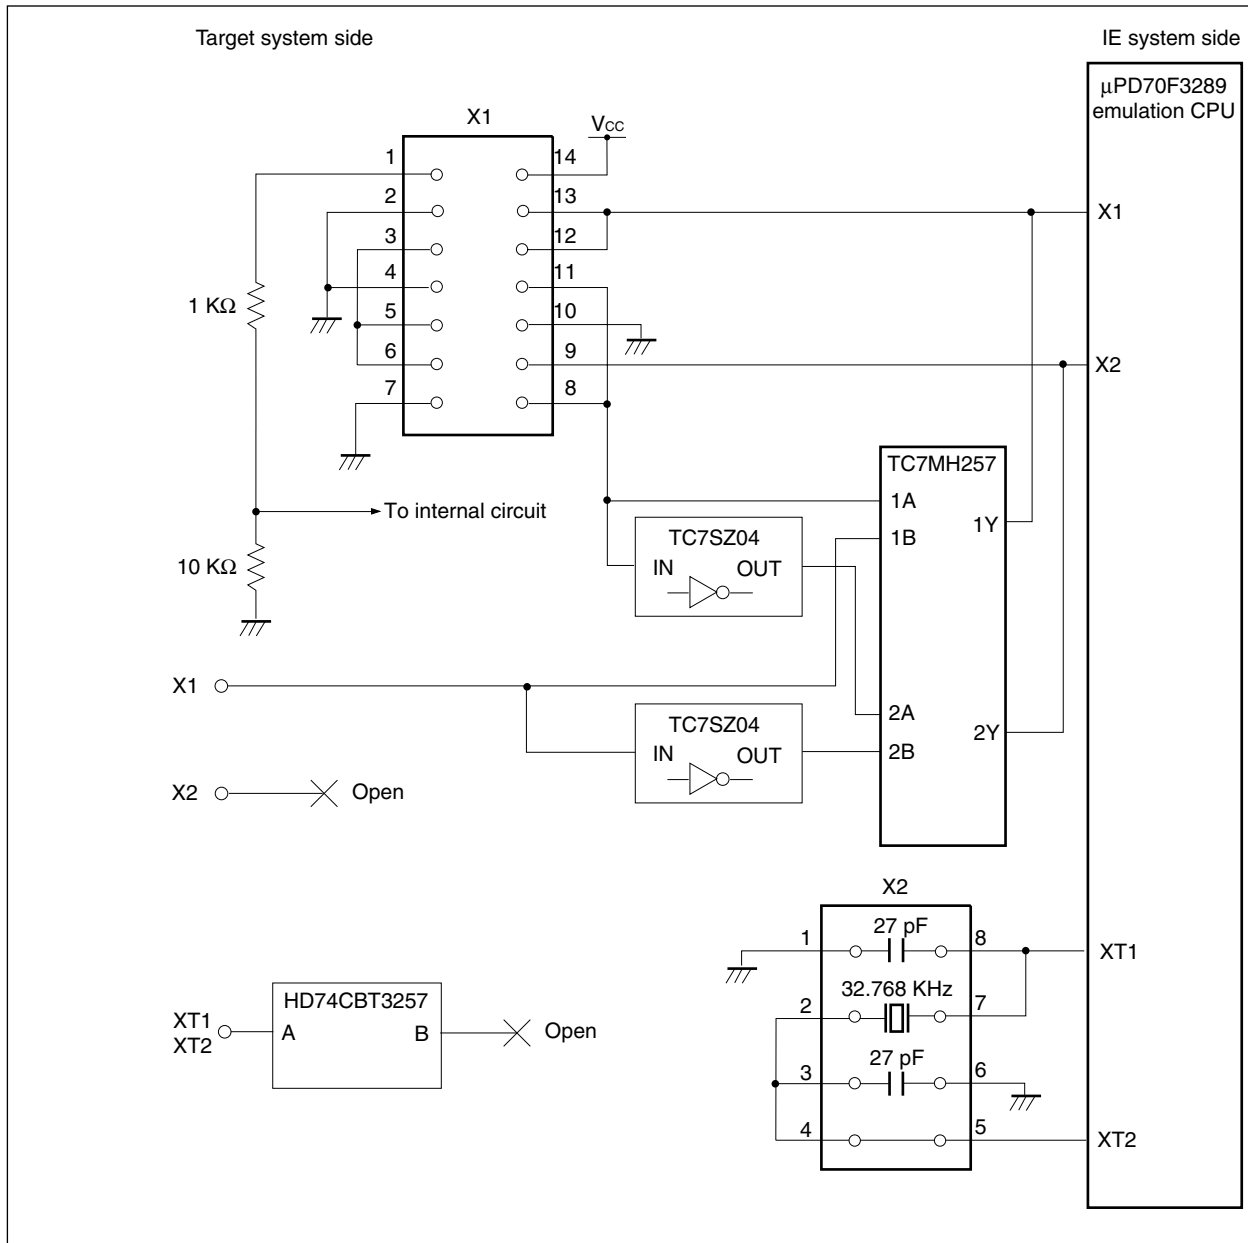 Target system side
IE system side
μPD70F3289
emulation CPU
X1
VCC
1
14
2
13
X1
3
12
4
11
1 KΩ
5
10
6
9
X2
7
8
TC7MH257
1A
To internal circuit
1Y
TC7SZ04
1B
10 KΩ
IN
OUT
X1
2A
TC7SZ04
2Y
IN
OUT
2B
X2
Open
X2
27 pF
1
8
XT1
HD74CBT3257
32.768 KHz
2
7
XT1
XT2
A
B
Open
27 pF
3
6
4
5
XT2